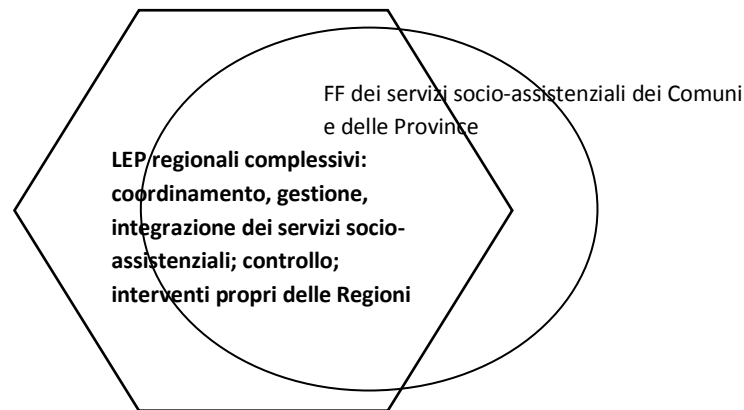 FF dei servizi socio-assistenziali dei Comuni
e delle Province
LEP regionali complessivi:
coordinamento, gestione,
integrazione dei servizi socio-
assistenziali; controllo;
interventi propri delle Regioni